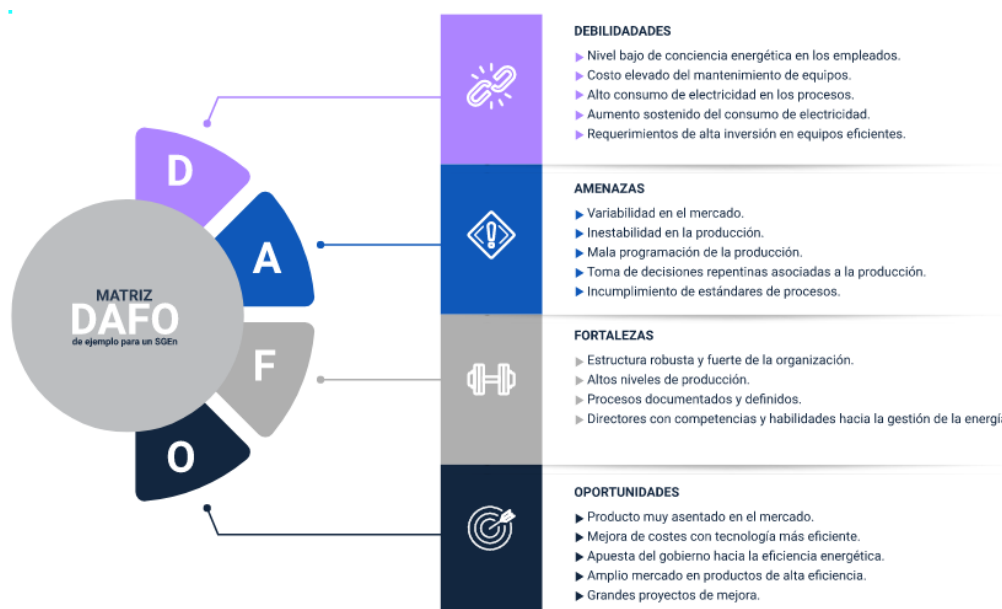 MATRIZ
DAFO
de ejemplo para un SGEn
D
A
F
O
DEBILIDADADES
Nivel bajo de conciencia energética en los empleados.
Costo elevado del mantenimiento de equipos.
Alto consumo de electricidad en los procesos.
Aumento sostenido del consumo de electricidad.
Requerimientos de alta inversión en equipos eficientes.
AMENAZAS
Variabilidad en el mercado.
Inestabilidad en la producción.
Mala programación de la producción.
Toma de decisiones repentinas asociadas a la producción.
Incumplimiento de estándares de procesos.
FORTALEZAS
Estructura robusta y fuerte de la organización.
Altos niveles de producción.
Procesos documentados y definidos.
Directores con competencias y habilidades hacia la gestión de la energí
OPORTUNIDADES
Producto muy asentado en el mercado.
Mejora de costes con tecnología más eficiente.
Apuesta del gobierno hacia la eficiencia energética.
Amplio mercado en productos de alta eficiencia.
Grandes proyectos de mejora.